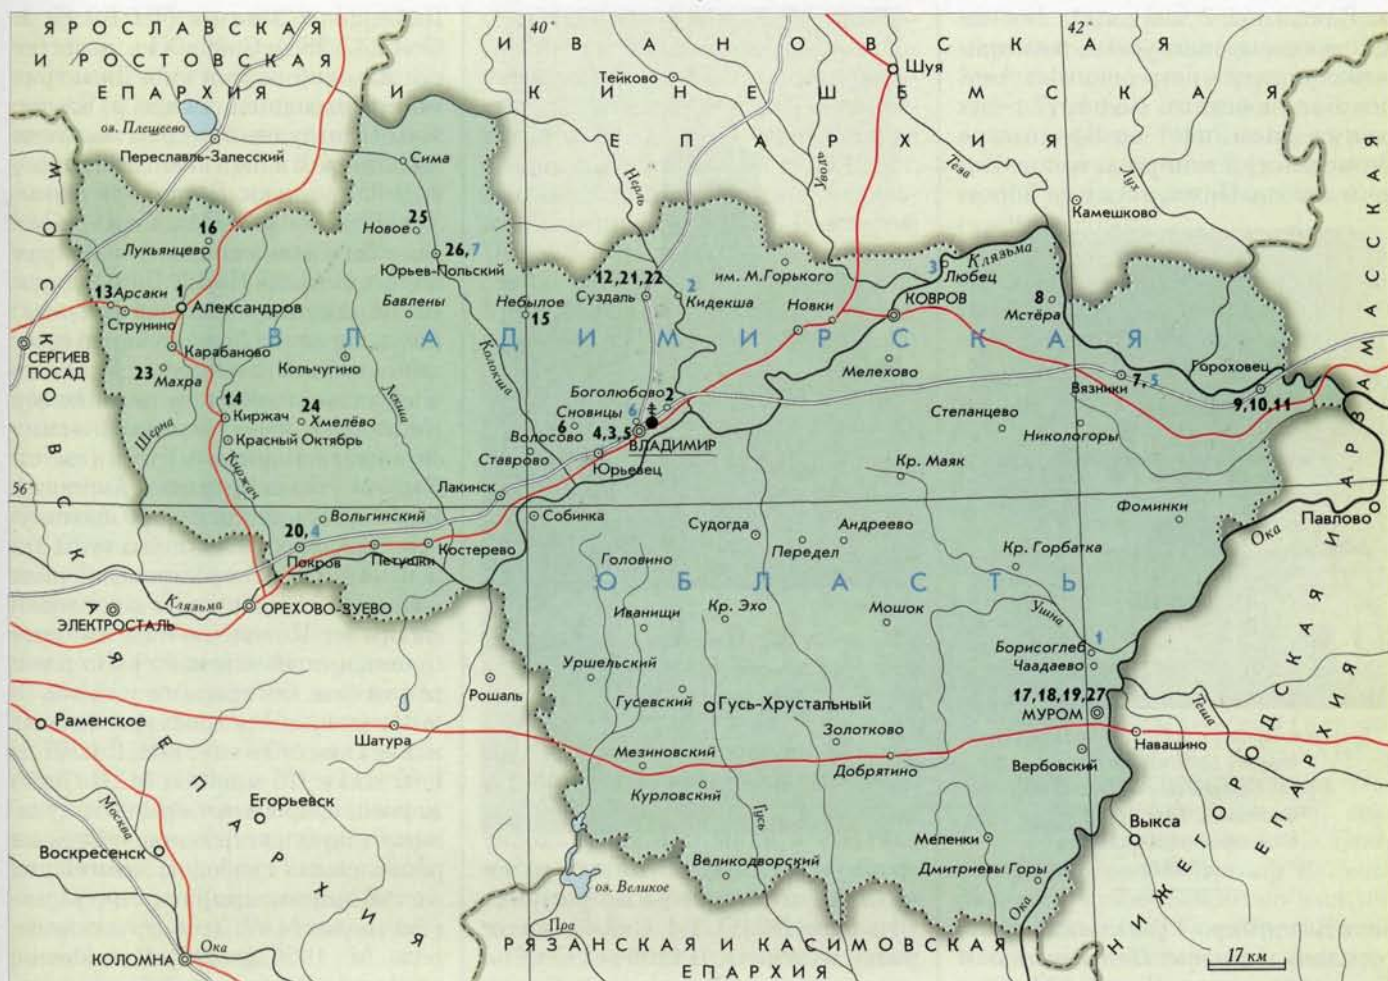 ЯРОСЛАВСКАЯ
И РОСТОВСКАЯ
ЕПАРХИЯ
40°
42°
ИВАНОВСКАЯ
И КИНЕШЕМСКАЯ
ЕПАРХИЯ
Тейково
Шуя
оз. Плещеево
Переславль-Залесский
Сима
Нерль
Уводь
Теза
Лух
Камешково
МОСКОВСКАЯ ЕПАРХИЯ
АРЗАМАССКАЯ
16
Лукьянцево
25
Новое
26, 7
Юрьев-Польский
12,21,22
Суздаль
2
Кидекша
им. М.Горького
3
Любец
Клязьма
13 Арсаки
1
Александров
Струнино
Бавлены
Небылое
15
Новки
КОВРОВ
8
Мстёра
ВЛАДИМИРСКАЯ
СЕРГИЕВ
ПОСАД
Карабаново
Кольчугино
Колокша
Мелехово
23
Махра
Пекша
Боголюбово 2
Вязники
7, 5
Гороховец
9,10,11
14
Киржач
24
Хмелёво
Сновицы
6
6
Волосово
4,3,5
ВЛАДИМИР
Степанцево
Никологоры
Шерна
Красный Октябрь
Киржач
Ставрово
Юрьевец
Кр. Маяк
56°
Лакинск
Вольгинский
Собинка
Судогда
Андреево
Фоминки
Павлово
20, 4
Покров
Петушки
Костерево
Головино
Передел
Кр. Горбатка
Ока
ОБЛАСТЬ
Клязьма
ОРЕХОВО-ЗУЕВО
ЭЛЕКТРОСТАЛЬ
Иванищи
Кр. Эхо
Мошок
Ушна
1
Борисоглеб
Чаадаево
Уршельский
Рошаль
Гусевский
Гусь-Хрустальный
17,18,19,27
МУРОМ
Теша
Раменское
Шатура
Золотково
Навашино
Мезиновский
Добрятино
Вербовский
Курловский
Гусь
Москва
Егорьевск
Воскресенск
Выкса
Меленки
Великодворский
Дмитриевы Горы
оз. Великое
Ока
Пра
НИЖЕГОРОДСКАЯ И
ЕПАРХИЯ
РЯЗАНСКАЯ И КАСИМОВСКАЯ
ЕПАРХИЯ
КОЛОМНА
Ока
17 км